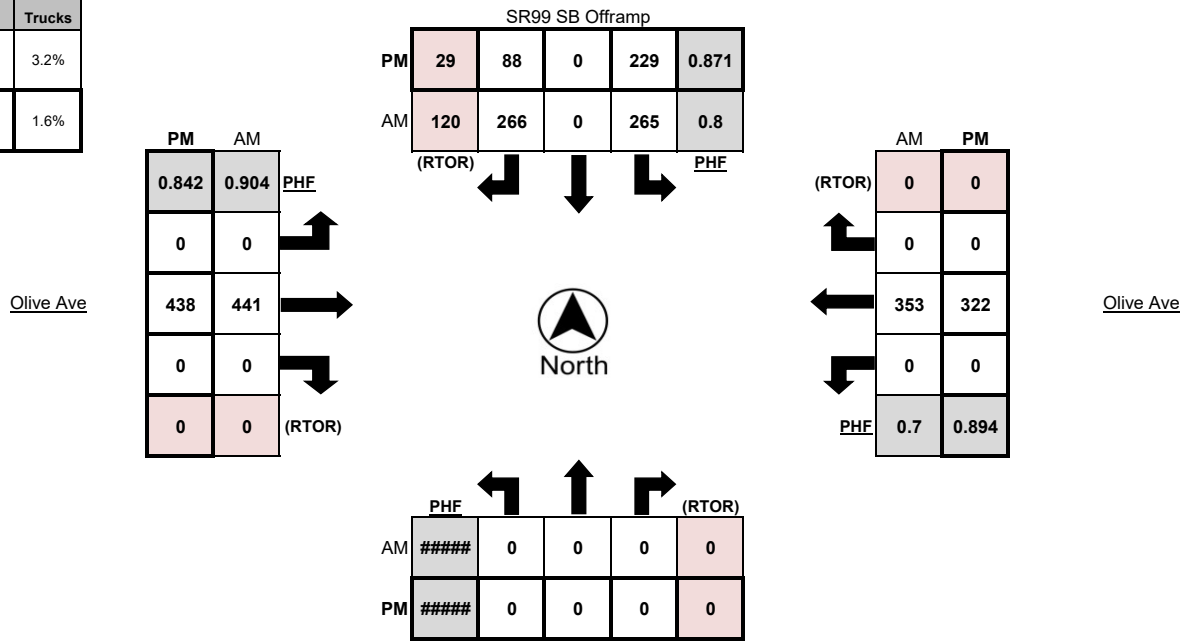 Trucks
3.2%
1.6%
SR99 SB Offramp
PM 29 88 0 229 0.871
AM 120 266 0 265 0.8
(RTOR) PHF
PM AM
0.842 0.904 PHF
0 0
Olive Ave 438 441
0 0
0 0 (RTOR)
North
AM PM
(RTOR) 0 0
0 0
353 322 Olive Ave
0 0
PHF 0.7 0.894
PHF (RTOR)
AM ##### 0 0 0 0
PM ##### 0 0 0 0